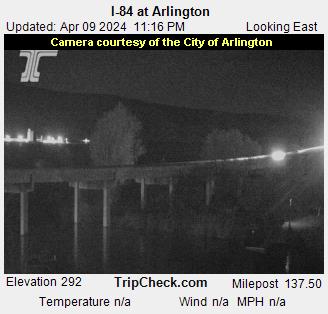 I-84 at Arlington
Updated: Apr 09 2024 11:16 PM Looking East
Camera courtesy of the City of Arlington
Elevation 292 TripCheck.com Milepost 137.50
Temperature n/a Wind n/a MPH n/a